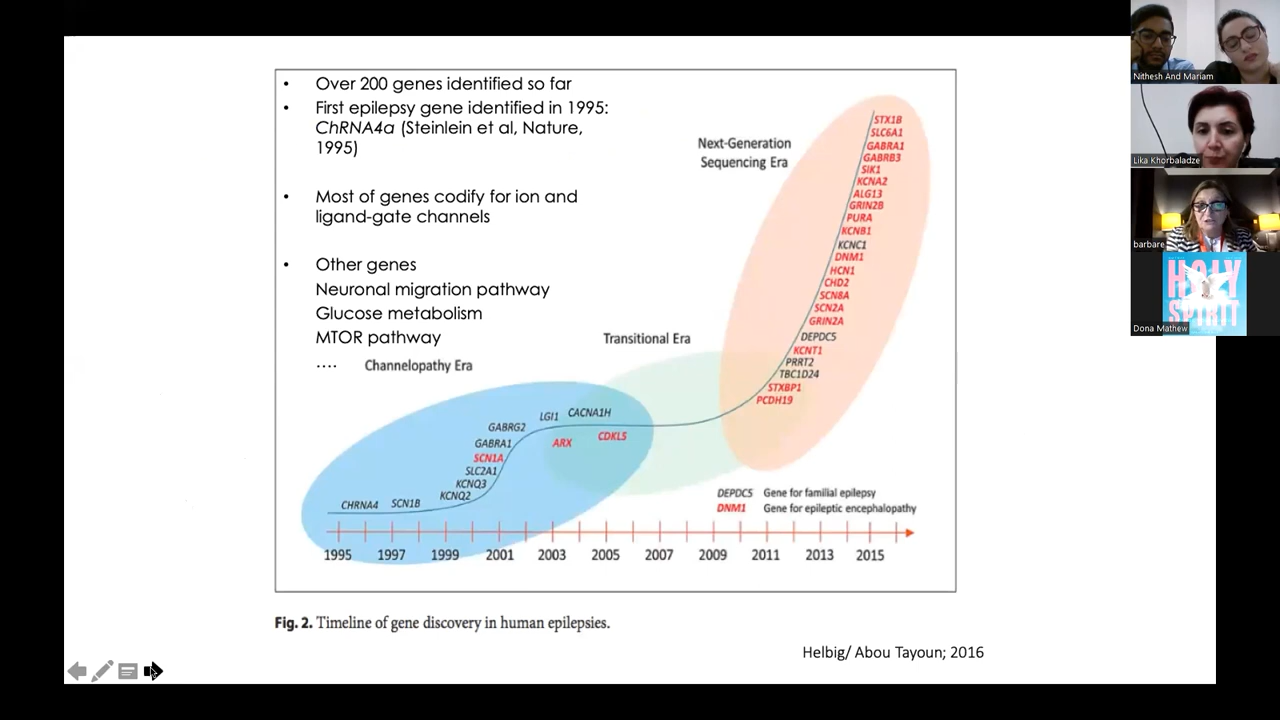 • Over 200 genes identified so far
• First epilepsy gene identified in 1995:
ChRNA4a (Steinlein et al, Nature,
1995)
• Most of genes codify for ion and
ligand-gate channels
• Other genes
Neuronal migration pathway
Glucose metabolism
MTOR pathway
....
Channelopathy Era
Transitional Era
Next-Generation
Sequencing Era
STX1B
SLC6A1
GABRA1
GABRB3
SIK1
KCNA2
ALG13
GRIN2B
PURA
KCNB1
KCNC1
DNM1
HCN1
CHD2
SCN8A
SCN2A
GRIN2A
DEPDC5
KCNT1
PRRT2
TBC1D24
STXBP1
PCDH19
LGI1 CACNA1H
GABRG2
ARX CDKL5
GABRA1
SCN1A
SLC2A1
KCNQ3
KCNQ2
CHRNA4 SCN1B
DEPDC5 Gene for familial epilepsy
DNM1 Gene for epileptic encephalopathy
1995 1997 1999 2001 2003 2005 2007 2009 2011 2013 2015
Fig. 2. Timeline of gene discovery in human epilepsies.
Helbig/ Abou Tayoun; 2016
Nithesh And Mariam
Lika Khorbaladze
barbare
HOLY
SPIRIT
Dona Mathew